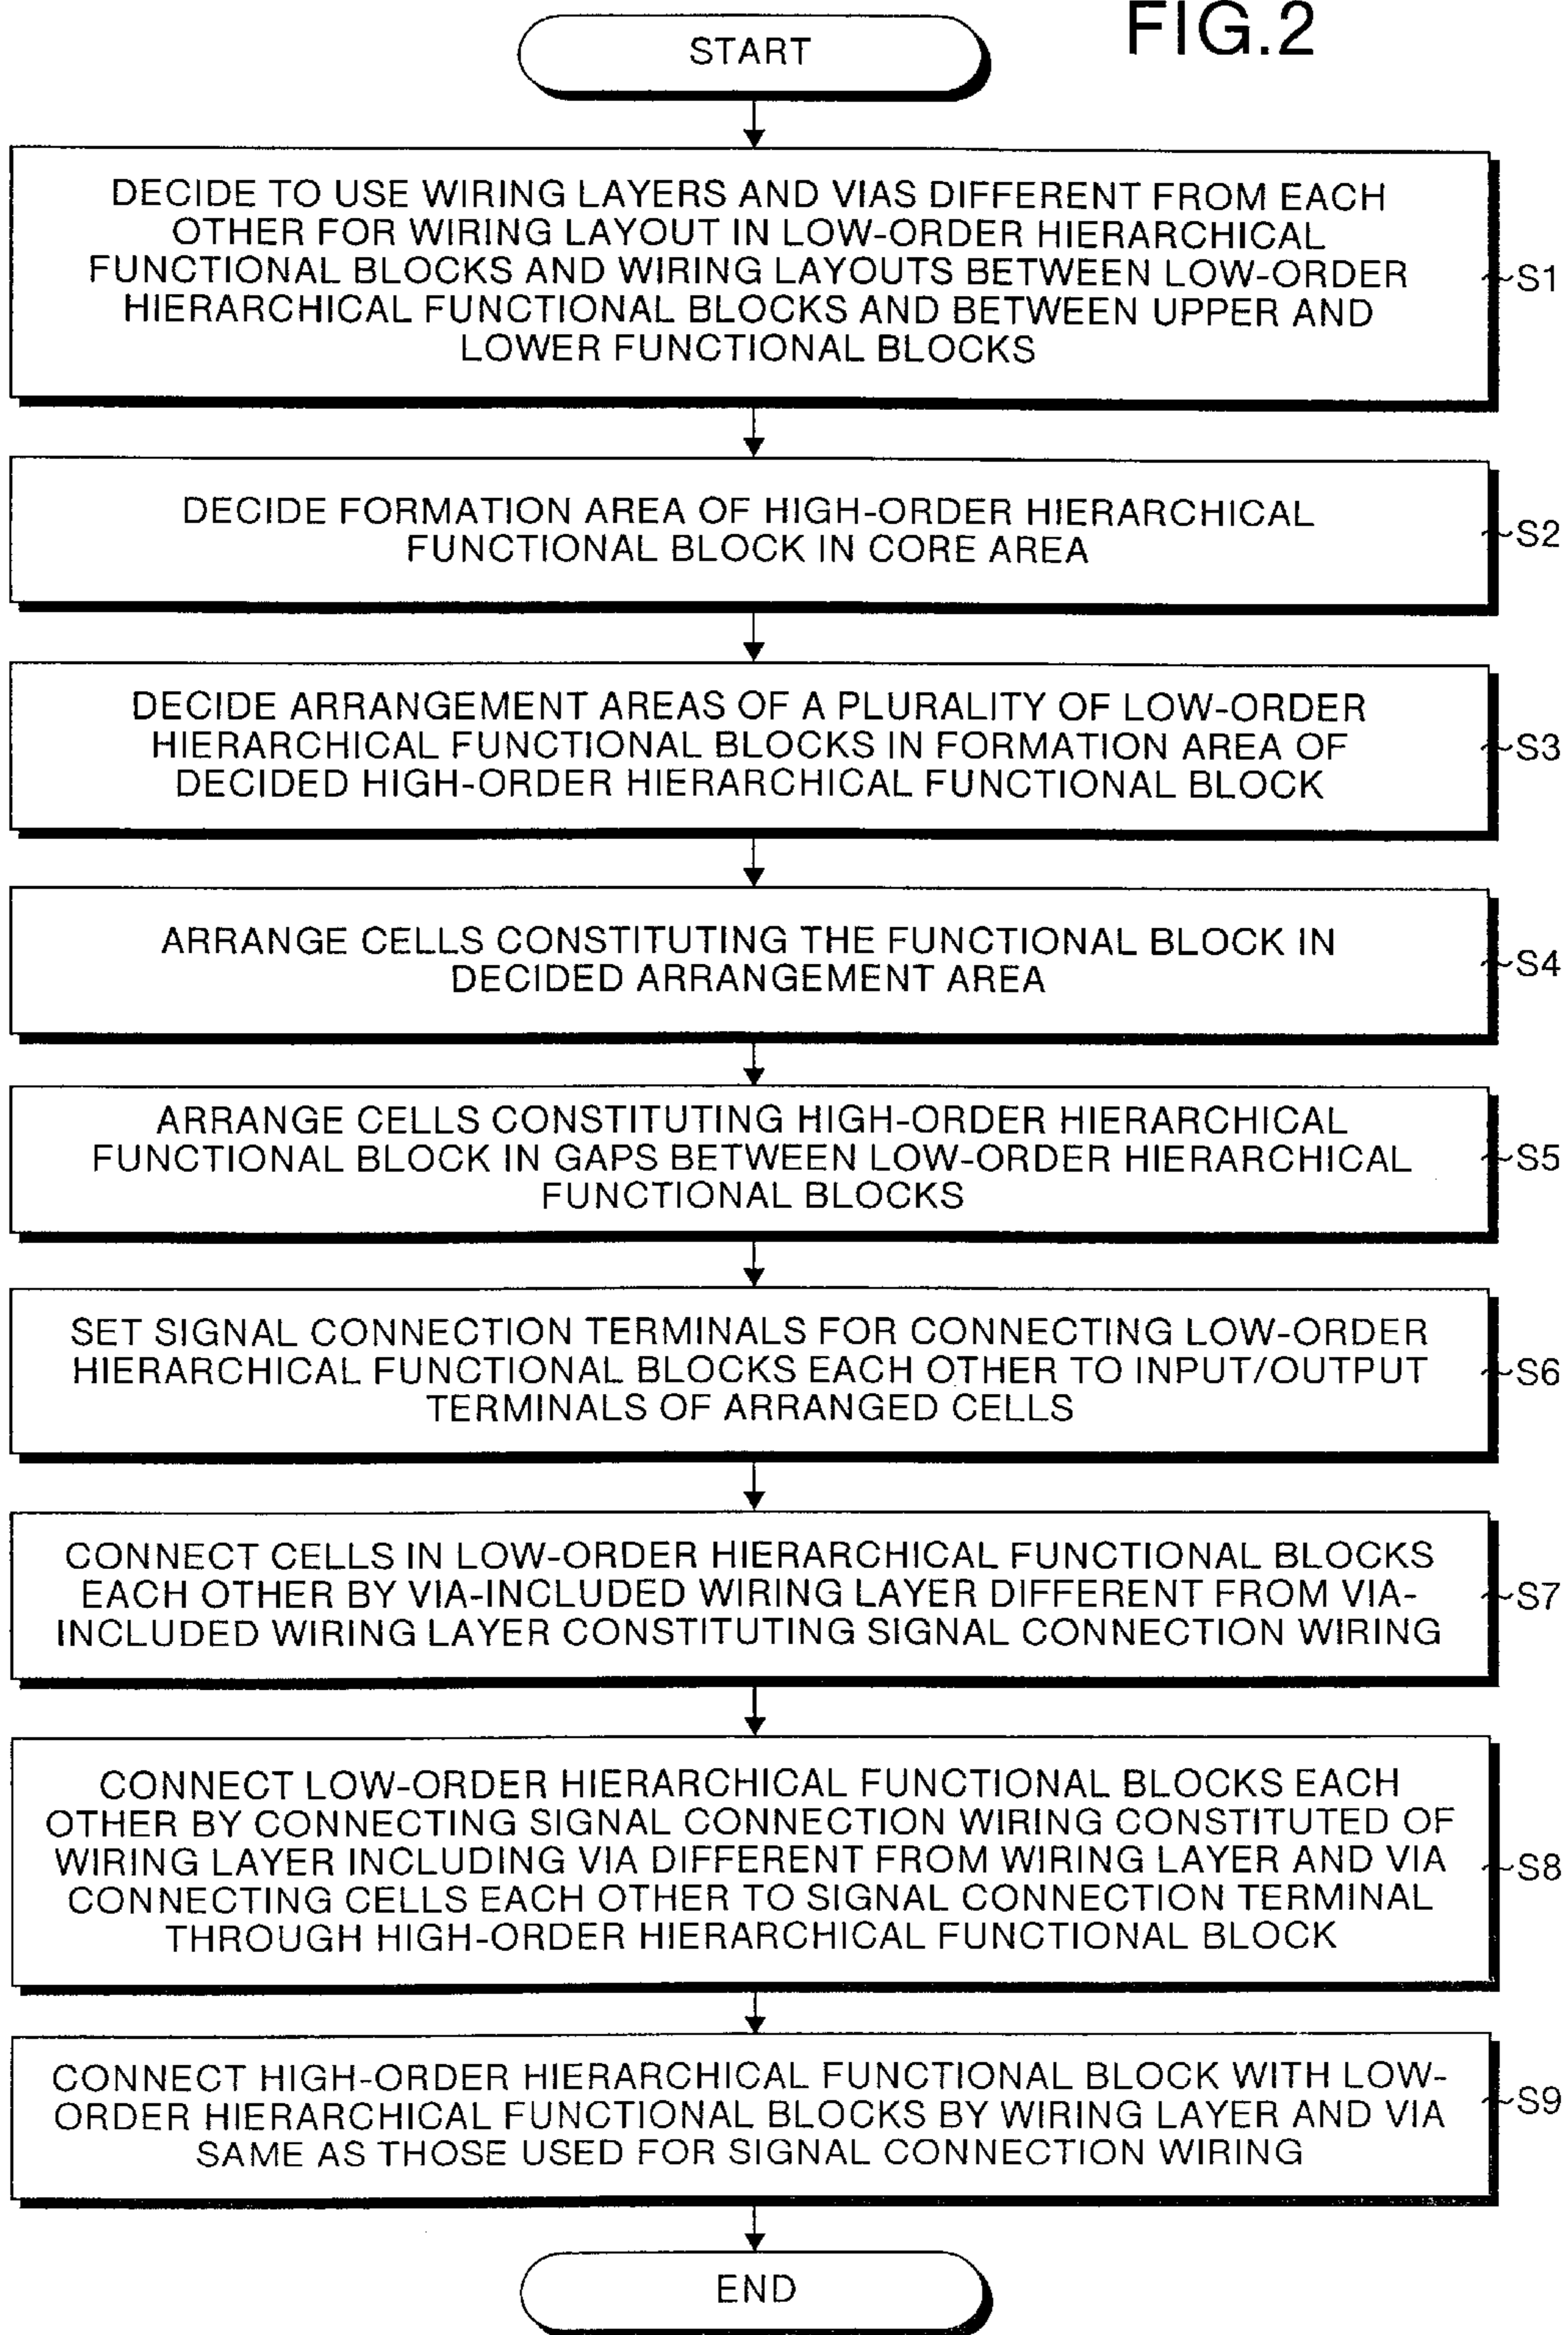 FIG.2
START
DECIDE TO USE WIRING LAYERS AND VIAS DIFFERENT FROM EACH
OTHER FOR WIRING LAYOUT IN LOW-ORDER HIERARCHICAL
FUNCTIONAL BLOCKS AND WIRING LAYOUTS BETWEEN LOW-ORDER
HIERARCHICAL FUNCTIONAL BLOCKS AND BETWEEN UPPER AND
LOWER FUNCTIONAL BLOCKS
S1
DECIDE FORMATION AREA OF HIGH-ORDER HIERARCHICAL
FUNCTIONAL BLOCK IN CORE AREA
S2
DECIDE ARRANGEMENT AREAS OF A PLURALITY OF LOW-ORDER
HIERARCHICAL FUNCTIONAL BLOCKS IN FORMATION AREA OF
DECIDED HIGH-ORDER HIERARCHICAL FUNCTIONAL BLOCK
S3
ARRANGE CELLS CONSTITUTING THE FUNCTIONAL BLOCK IN
DECIDED ARRANGEMENT AREA
S4
ARRANGE CELLS CONSTITUTING HIGH-ORDER HIERARCHICAL
FUNCTIONAL BLOCK IN GAPS BETWEEN LOW-ORDER HIERARCHICAL
FUNCTIONAL BLOCKS
S5
SET SIGNAL CONNECTION TERMINALS FOR CONNECTING LOW-ORDER
HIERARCHICAL FUNCTIONAL BLOCKS EACH OTHER TO INPUT/OUTPUT
TERMINALS OF ARRANGED CELLS
S6
CONNECT CELLS IN LOW-ORDER HIERARCHICAL FUNCTIONAL BLOCKS
EACH OTHER BY VIA-INCLUDED WIRING LAYER DIFFERENT FROM VIA-
INCLUDED WIRING LAYER CONSTITUTING SIGNAL CONNECTION WIRING
S7
CONNECT LOW-ORDER HIERARCHICAL FUNCTIONAL BLOCKS EACH
OTHER BY CONNECTING SIGNAL CONNECTION WIRING CONSTITUTED OF
WIRING LAYER INCLUDING VIA DIFFERENT FROM WIRING LAYER AND VIA
CONNECTING CELLS EACH OTHER TO SIGNAL CONNECTION TERMINAL
THROUGH HIGH-ORDER HIERARCHICAL FUNCTIONAL BLOCK
S8
CONNECT HIGH-ORDER HIERARCHICAL FUNCTIONAL BLOCK WITH LOW-
ORDER HIERARCHICAL FUNCTIONAL BLOCKS BY WIRING LAYER AND VIA
SAME AS THOSE USED FOR SIGNAL CONNECTION WIRING
S9
END